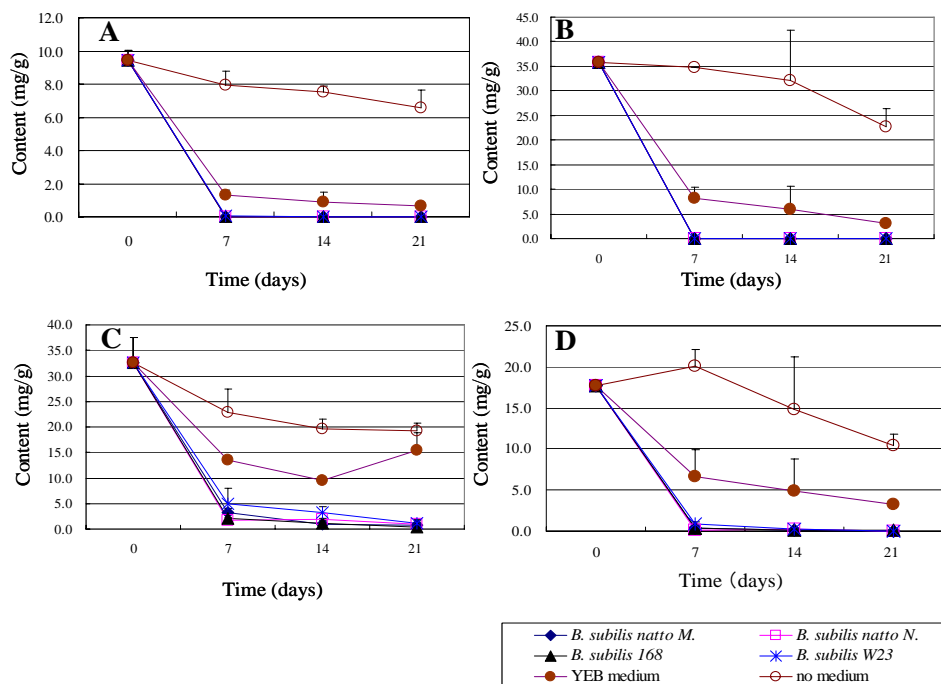 A
12.0
10.0
8.0
6.0
4.0
2.0
0.0
0 7 14 21
Content (mg/g)
Time (days)
B
45.0
40.0
35.0
30.0
25.0
20.0
15.0
10.0
5.0
0.0
0 7 14 21
Content (mg/g)
Time (days)
C
40.0
35.0
30.0
25.0
20.0
15.0
10.0
5.0
0.0
0 7 14 21
Content (mg/g)
Time (days)
D
25.0
20.0
15.0
10.0
5.0
0.0
0 7 14 21
Content (mg/g)
Time (days)
B. subilis natto M. B. subilis natto N.
B. subilis 168 B. subilis W23
YEB medium no medium